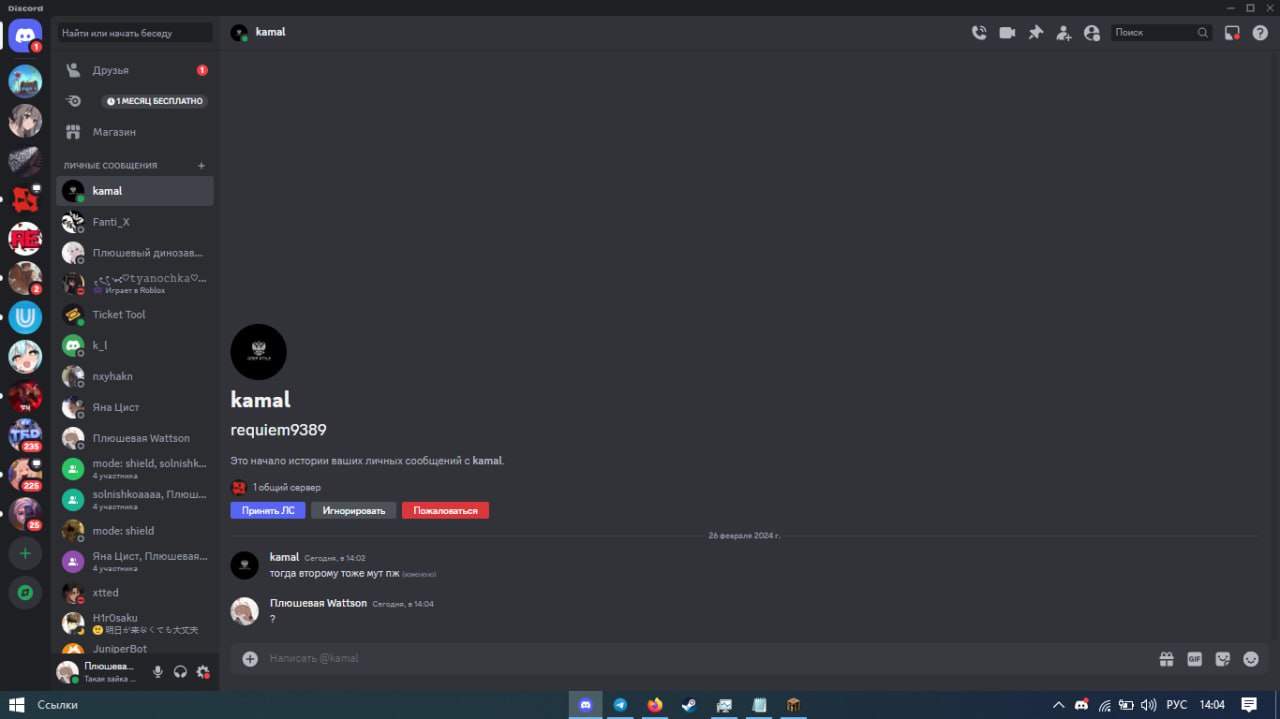 Discord
Найти или начать беседу
kamal
Поиск
1
Друзья
1
1 МЕСЯЦ БЕСПЛАТНО
Магазин
ЛИЧНЫЕ СООБЩЕНИЯ
kamal
Fanti_X
Плюшевый динозав...
♡tyanochka♡...
Играет в Roblox
Ticket Tool
k_l
nxyhakn
Яна Цист
Плюшевая Wattson
mode: shield, solnishk...
4 участника
solnishkoaaaa, Плюш...
4 участника
mode: shield
Яна Цист, Плюшевая...
4 участника
xtted
H1r0saku
明日が来なくても大丈夫
JuniperBot
RE
2
TBP
235
225
25
Плюшева...
Такая зайка ...
kamal
requiem9389
Это начало истории ваших личных сообщений с kamal.
1 общий сервер
Принять ЛС
Игнорировать
Пожаловаться
26 февраля 2024 г.
kamal Сегодня, в 14:02
тогда второму тоже мут пж (изменено)
Плюшевая Wattson Сегодня, в 14:04
?
Написать @kamal
GIF
Ссылки
РУС
14:04